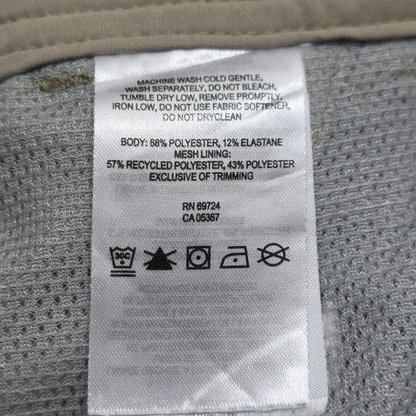 MACHINE WASH COLD GENTLE,
WASH SEPARATELY, DO NOT BLEACH,
TUMBLE DRY LOW, REMOVE PROMPTLY,
IRON LOW, DO NOT USE FABRIC SOFTENER,
DO NOT DRYCLEAN
BODY: 88% POLYESTER, 12% ELASTANE
MESH LINING:
57% RECYCLED POLYESTER, 43% POLYESTER
EXCLUSIVE OF TRIMMING
RN 69724
CA 05367
30C